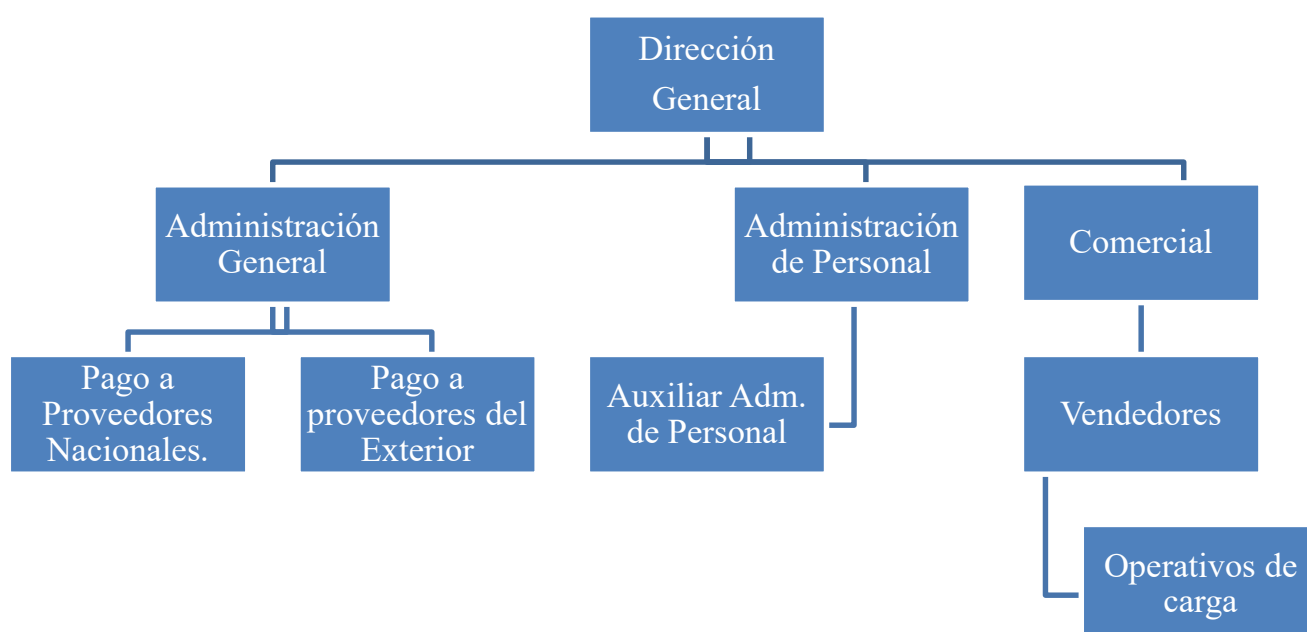 Dirección
General
Administración
General
Administración
de Personal
Comercial
Pago a
Proveedores
Nacionales.
Pago a
proveedores del
Exterior
Auxiliar Adm.
de Personal
Vendedores
Operativos de
carga